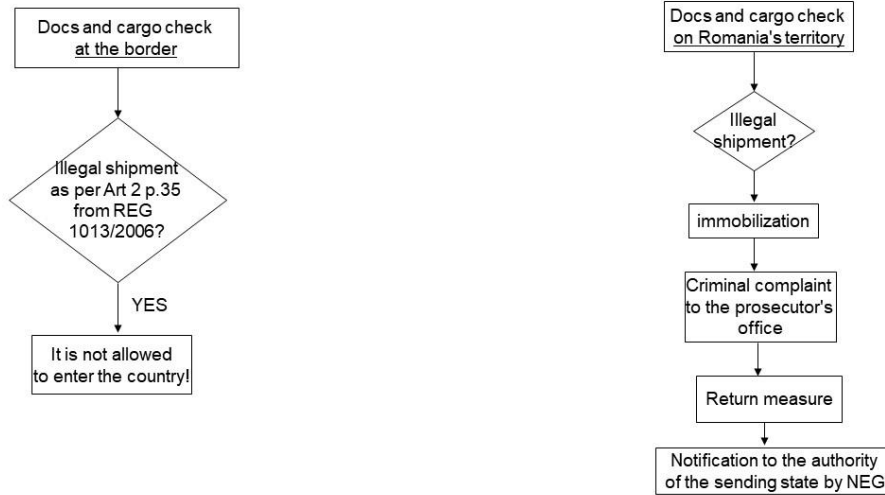 Docs and cargo check
at the border
Illegal shipment
as per Art 2 p.35
from REG
1013/2006?
YES
It is not allowed
to enter the country!
Docs and cargo check
on Romania's territory
Illegal
shipment?
immobilization
Criminal complaint
to the prosecutor's
office
Return measure
Notification to the authority
of the sending state by NEG